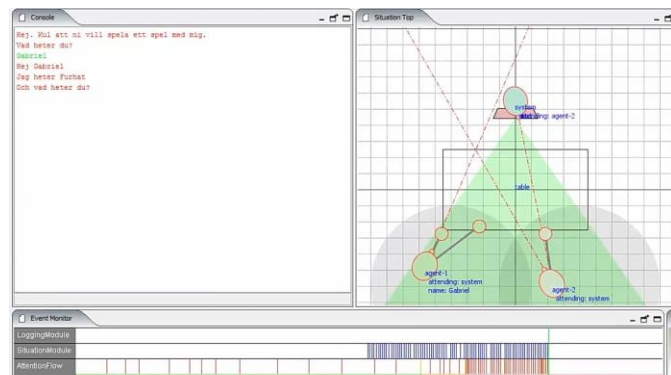 Console
Hej. Kul att ni vill spela ett spel med mig.
Vad heter du?
Gabriel
Hej Gabriel
Jag heter Furhat
Och vad heter du?
Situation Top
system
attending: agent-2
table
agent-1
attending: system
name: Gabriel
agent-2
attending: system
Event Monitor
LoggingModule
SituationModule
AttentionFlow